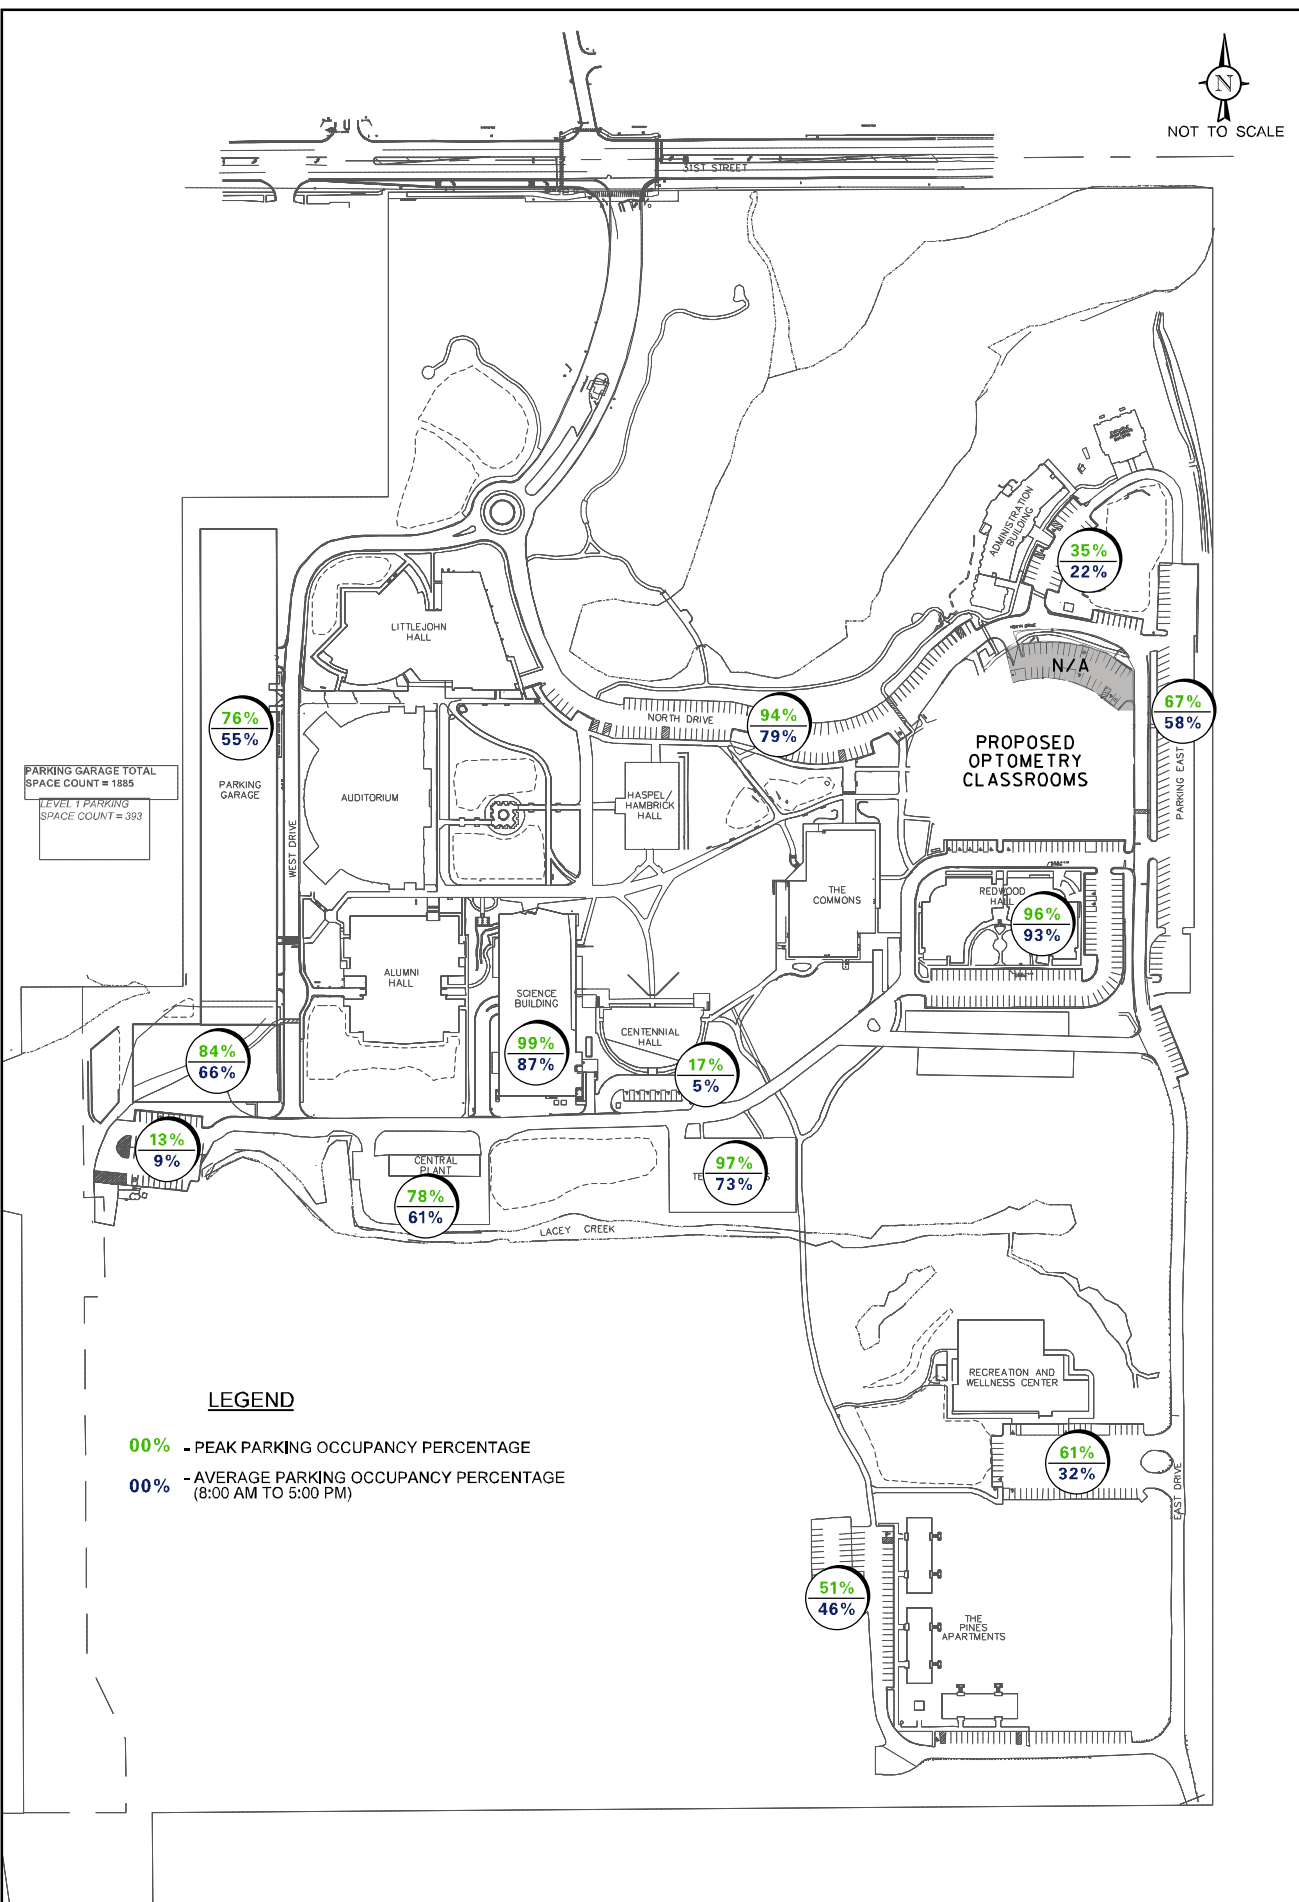 N
NOT TO SCALE
31ST STREET
ADMINISTRATION
BUILDING
35%
22%
LITTLEJOHN
HALL
NORTH DRIVE
N/A
76%
55%
NORTH DRIVE
94%
79%
67%
58%
PROPOSED
OPTOMETRY
CLASSROOMS
PARKING EAST
PARKING GARAGE TOTAL
SPACE COUNT = 1885
LEVEL 1 PARKING
SPACE COUNT = 393
PARKING
GARAGE
WEST DRIVE
AUDITORIUM
HASPEL/
HAMBRICK
HALL
THE
COMMONS
REDWOOD
HALL
96%
93%
ALUMNI
HALL
SCIENCE
BUILDING
99%
87%
CENTENNIAL
HALL
17%
5%
84%
66%
13%
9%
CENTRAL
PLANT
78%
61%
97%
73%
LACEY CREEK
RECREATION AND
WELLNESS CENTER
61%
32%
EAST DRIVE
LEGEND
00% - PEAK PARKING OCCUPANCY PERCENTAGE
00% - AVERAGE PARKING OCCUPANCY PERCENTAGE
(8:00 AM TO 5:00 PM)
51%
46%
THE
PINES
APARTMENTS